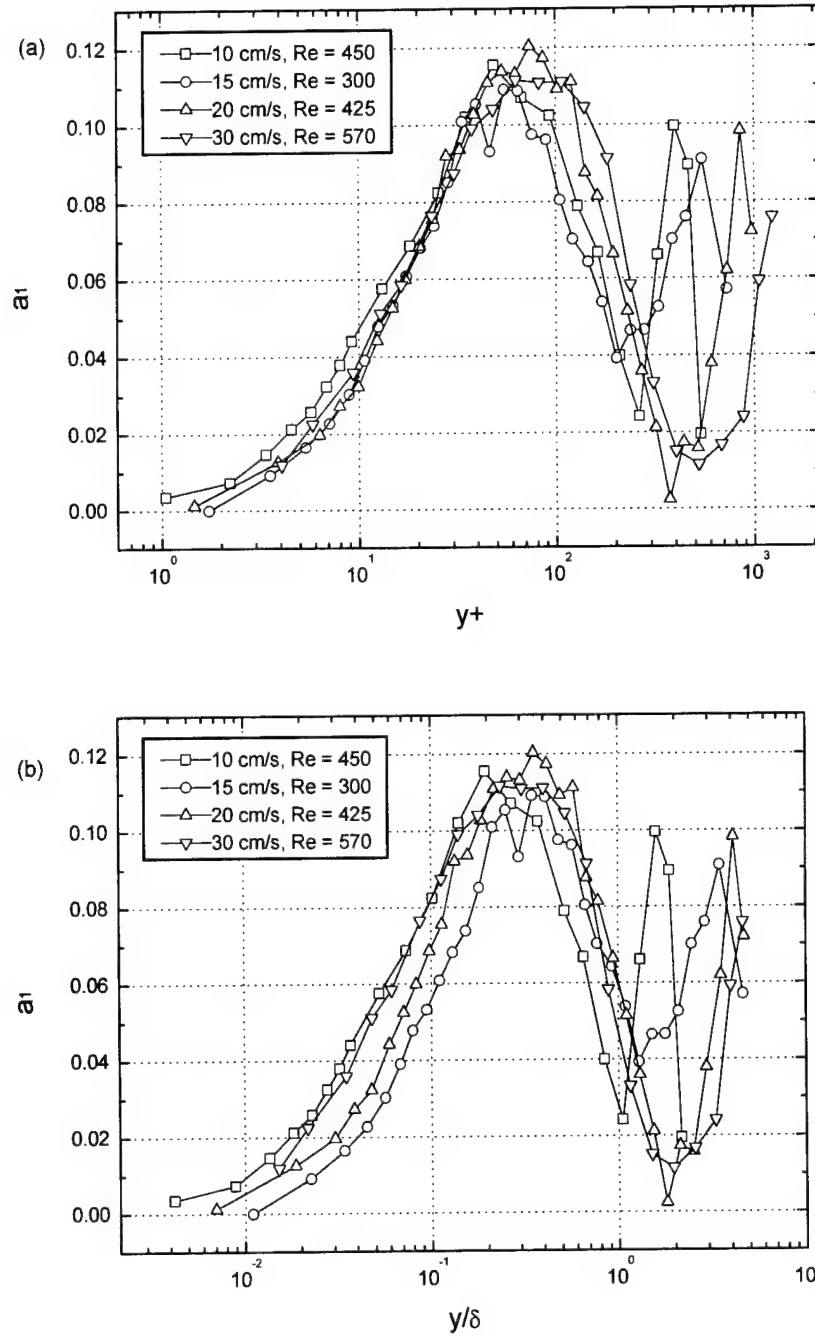 (a)
10 cm/s, Re = 450
15 cm/s, Re = 300
20 cm/s, Re = 425
30 cm/s, Re = 570
0.12
0.10
0.08
0.06
0.04
0.02
0.00
a1
10^0
10^1
10^2
10^3
y+
(b)
10 cm/s, Re = 450
15 cm/s, Re = 300
20 cm/s, Re = 425
30 cm/s, Re = 570
0.12
0.10
0.08
0.06
0.04
0.02
0.00
a1
10^-2
10^-1
10^0
10
y/δ